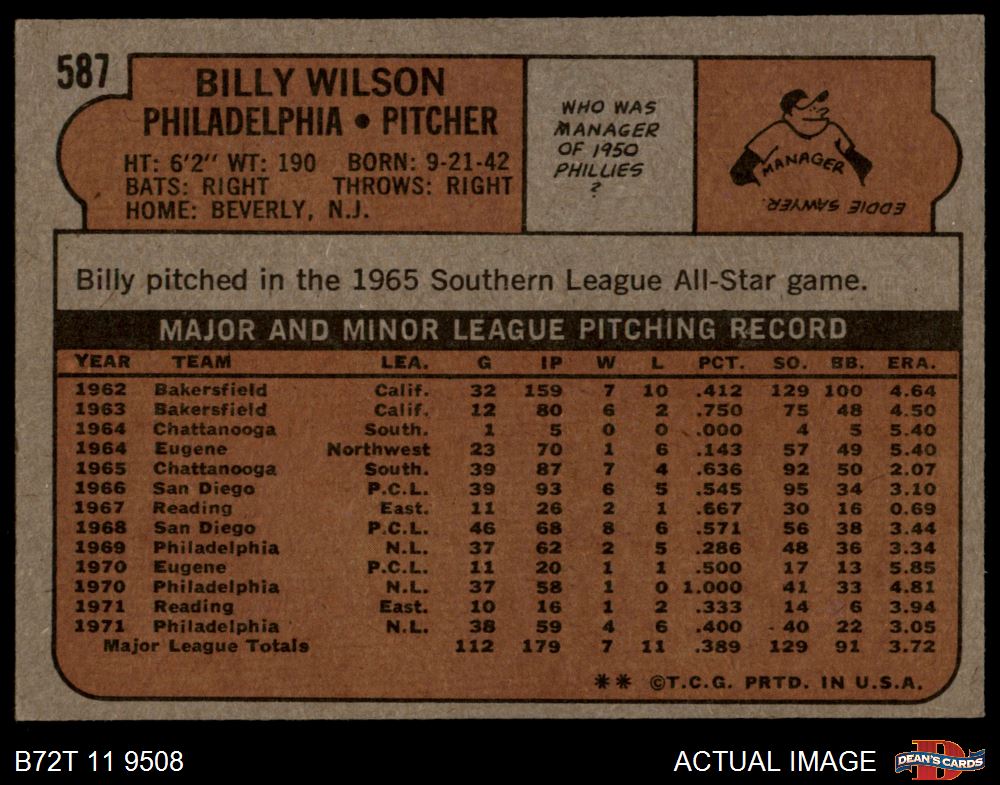 587
BILLY WILSON
PHILADELPHIA • PITCHER
HT: 6'2" WT: 190 BORN: 9-21-42
BATS: RIGHT THROWS: RIGHT
HOME: BEVERLY, N.J.
WHO WAS
MANAGER
OF 1950
PHILLIES
?
MANAGER
EDDIE SAWYER.
Billy pitched in the 1965 Southern League All-Star game.
MAJOR AND MINOR LEAGUE PITCHING RECORD
YEAR TEAM LEA. G IP W L PCT. SO. BB. ERA.
1962 Bakersfield Calif. 32 159 7 10 .412 129 100 4.64
1963 Bakersfield Calif. 12 80 6 2 .750 75 48 4.50
1964 Chattanooga South. 1 5 0 0 .000 4 5 5.40
1964 Eugene Northwest 23 70 1 6 .143 57 49 5.40
1965 Chattanooga South. 39 87 7 4 .636 92 50 2.07
1966 San Diego P.C.L. 39 93 6 5 .545 95 34 3.10
1967 Reading East. 11 26 2 1 .667 30 16 0.69
1968 San Diego P.C.L. 46 68 8 6 .571 56 38 3.44
1969 Philadelphia N.L. 37 62 2 5 .286 48 36 3.34
1970 Eugene P.C.L. 11 20 1 1 .500 17 13 5.85
1970 Philadelphia N.L. 37 58 1 0 1.000 41 33 4.81
1971 Reading East. 10 16 1 2 .333 14 6 3.94
1971 Philadelphia N.L. 38 59 4 6 .400 40 22 3.05
Major League Totals 112 179 7 11 .389 129 91 3.72
** ©T.C.G. PRTD. IN U.S.A.
B72T 11 9508
ACTUAL IMAGE
DEAN'S CARDS